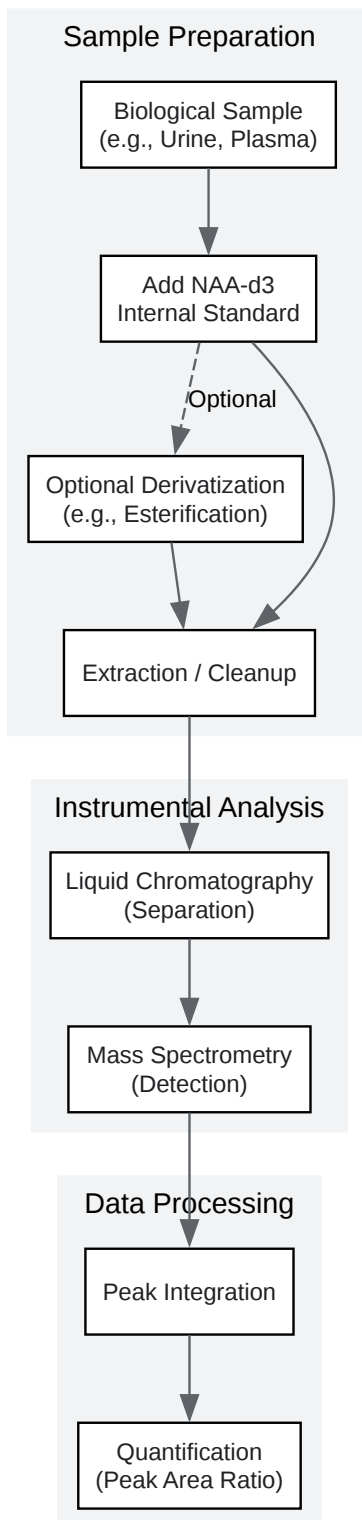 Sample Preparation
Biological Sample
(e.g., Urine, Plasma)
Add NAA-d3
Internal Standard
Optional
Optional Derivatization
(e.g., Esterification)
Extraction / Cleanup
Instrumental Analysis
Liquid Chromatography
(Separation)
Mass Spectrometry
(Detection)
Data Processing
Peak Integration
Quantification
(Peak Area Ratio)